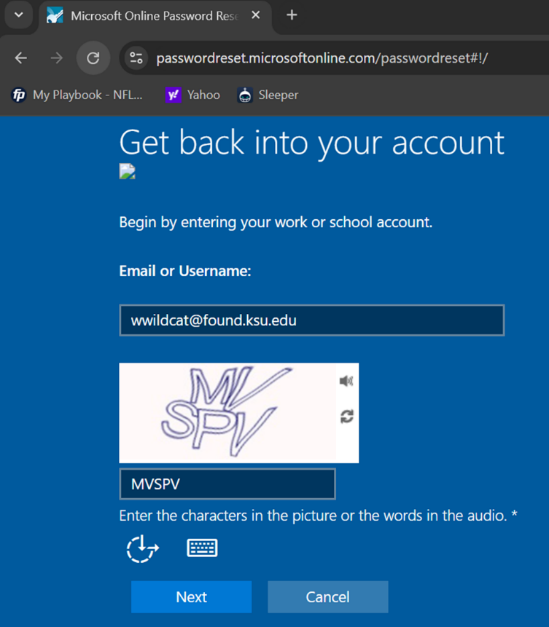 Microsoft Online Password Res
passwordreset.microsoftonline.com/passwordreset#!/
fp My Playbook - NFL... y! Yahoo Sleeper
Get back into your account
Begin by entering your work or school account.
Email or Username:
wwildcat@found.ksu.edu
MV
SPV
MVSPV
Enter the characters in the picture or the words in the audio. *
Next Cancel